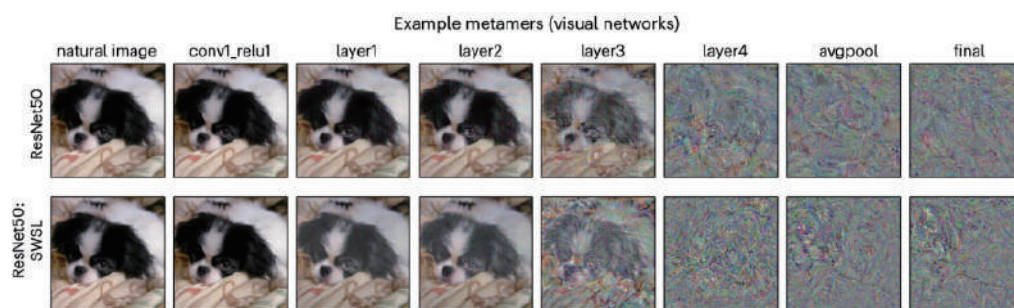 Example metamers (visual networks)
natural image conv1_relu1 layer1 layer2 layer3 layer4 avgpool final
ResNet50
ResNet50:
SWSL